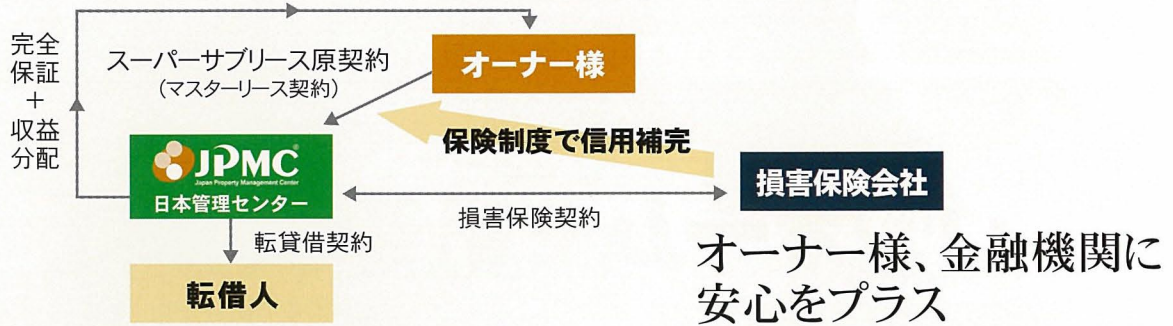 完全
保証
+
収益
分配
スーパーサブリース原契約
(マスターリース契約)
オーナー様
保険制度で信用補完
JPMC
Japan Property Management Center
日本管理センター
損害保険会社
損害保険契約
転貸借契約
転借人
オーナー様、金融機関に
安心をプラス